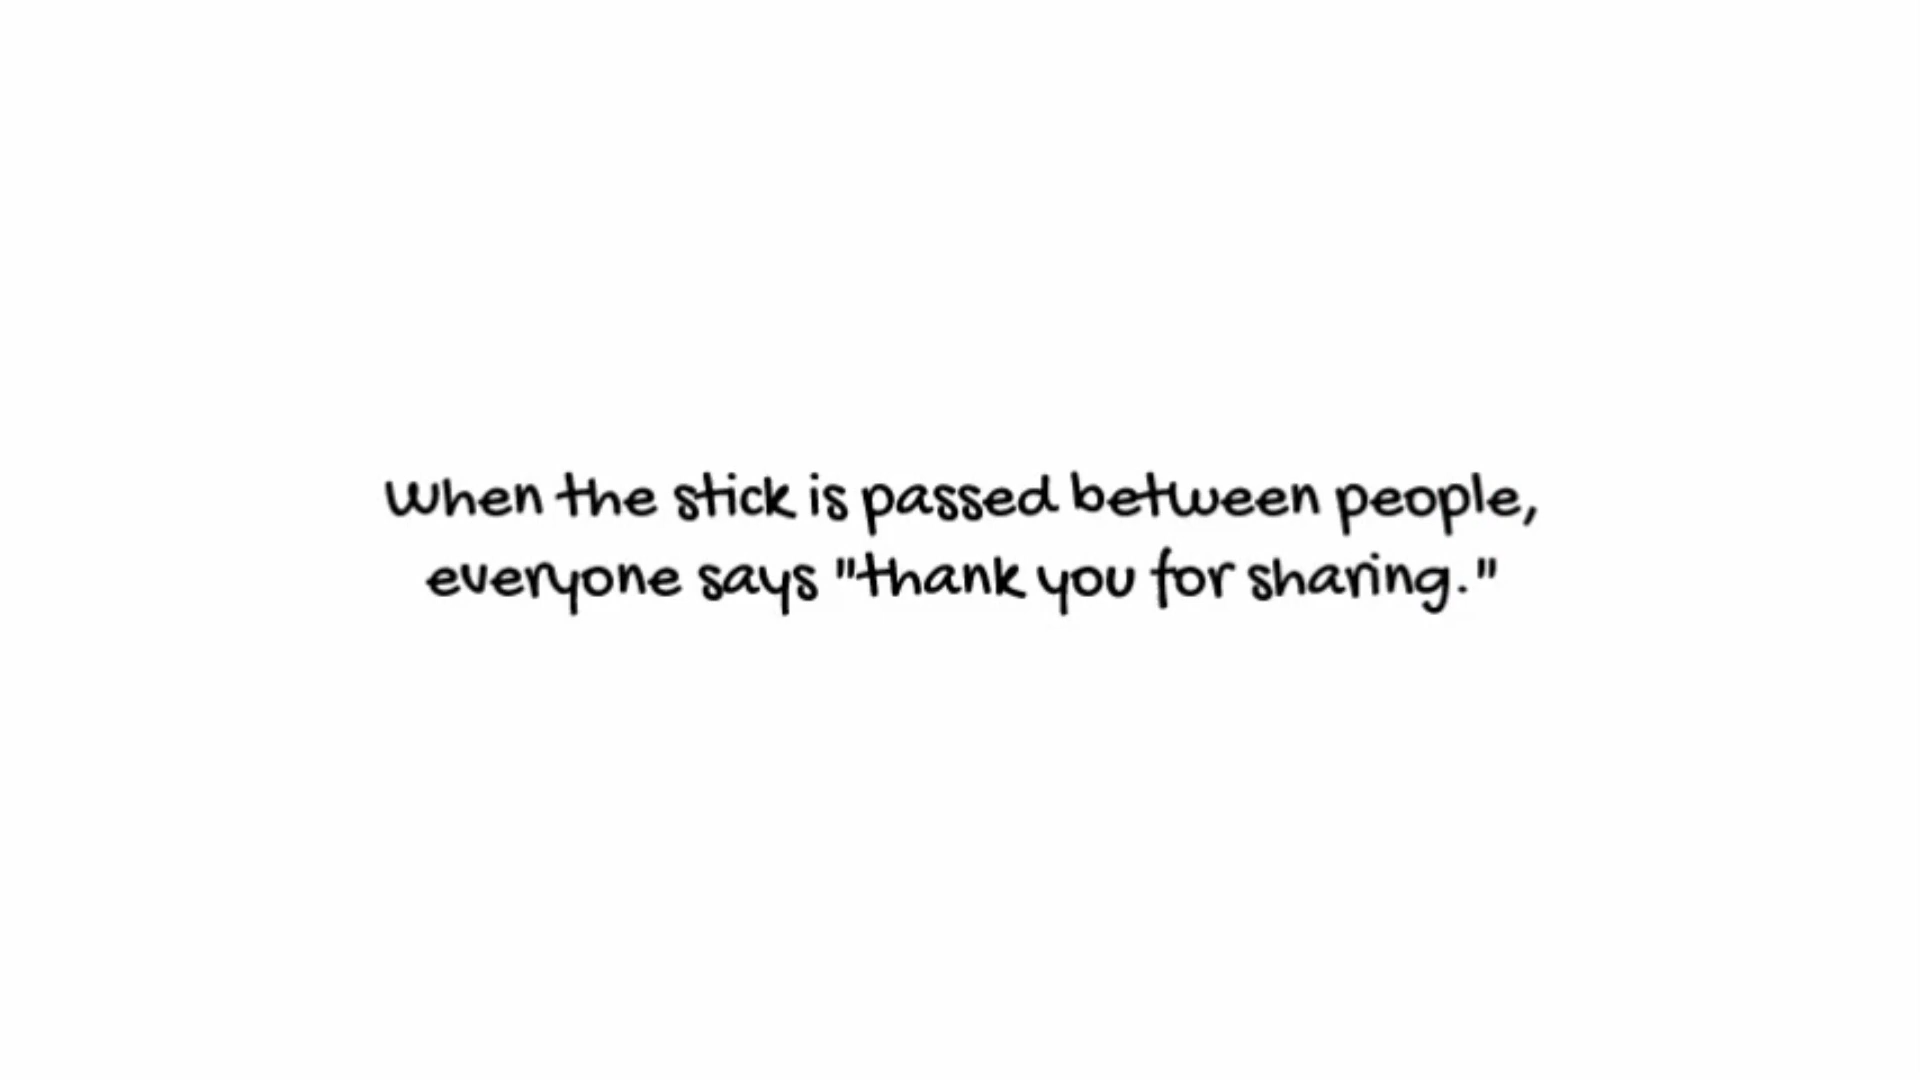 When the stick is passed between people,
everyone says "thank you for sharing."